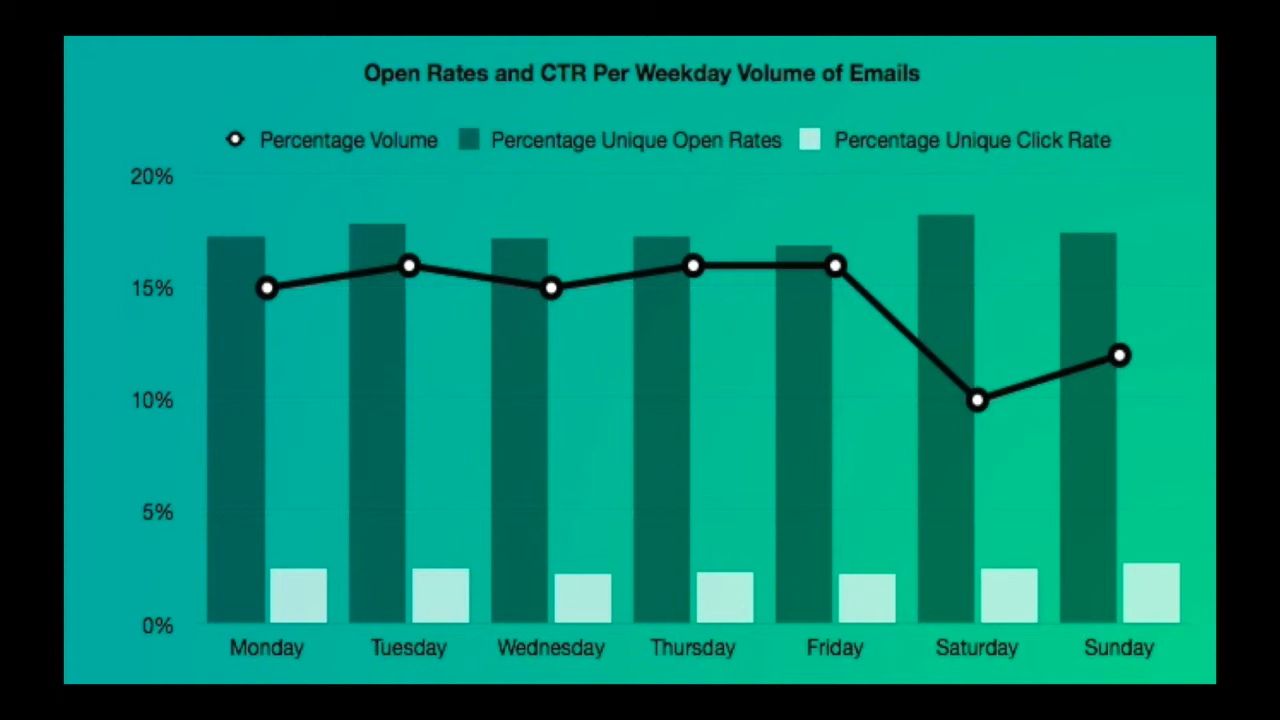 Open Rates and CTR Per Weekday Volume of Emails
Percentage Volume Percentage Unique Open Rates Percentage Unique Click Rate
20%
15%
10%
5%
0%
Monday Tuesday Wednesday Thursday Friday Saturday Sunday